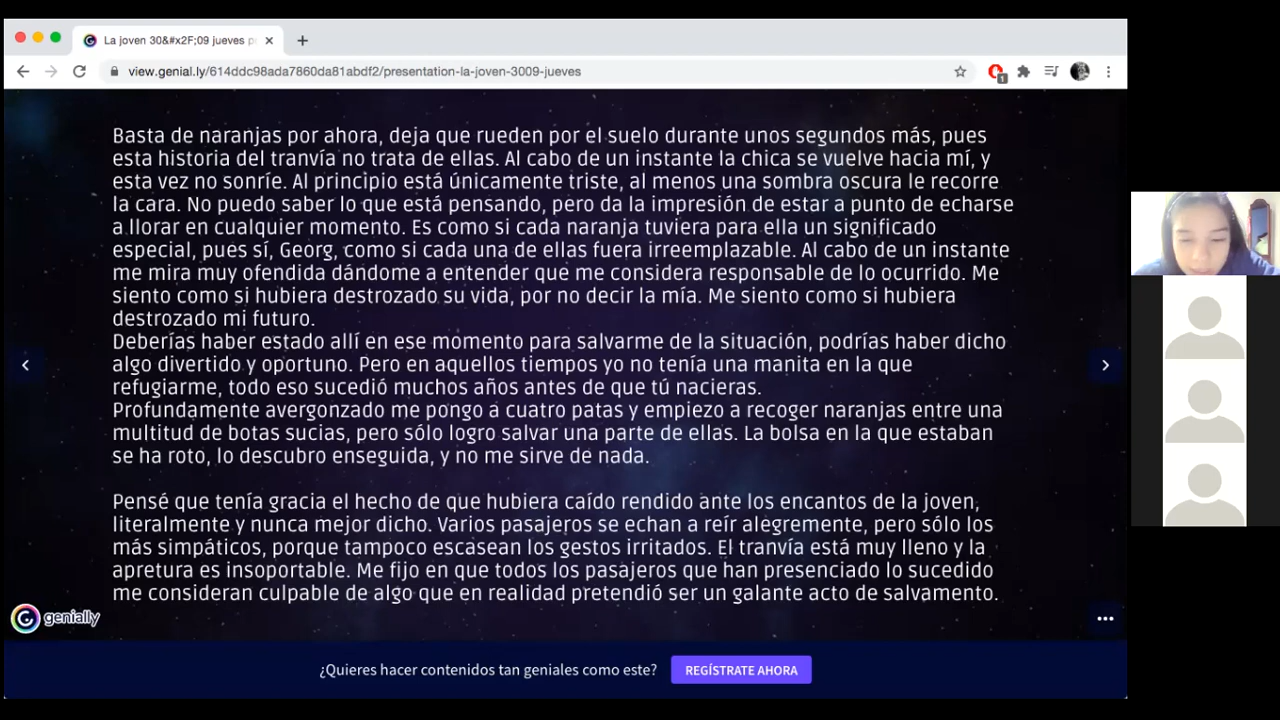 La joven 30&#x2F;09 jueves p
view.genial.ly/614ddc98ada7860da81abdf2/presentation-la-joven-3009-jueves
1
Basta de naranjas por ahora, deja que rueden por el suelo durante unos segundos más, pues
esta historia del tranvía no trata de ellas. Al cabo de un instante la chica se vuelve hacia mí, y
esta vez no sonríe. Al principio está únicamente triste, al menos una sombra oscura le recorre
la cara. No puedo saber lo que está pensando, pero da la impresión de estar a punto de echarse
a llorar en cualquier momento. Es como si cada naranja tuviera para ella un significado
especial, pues sí, Georg, como si cada una de ellas fuera irreemplazable. Al cabo de un instante
me mira muy ofendida dándome a entender que me considera responsable de lo ocurrido. Me
siento como si hubiera destrozado su vida, por no decir la mía. Me siento como si hubiera
destrozado mi futuro.
Deberías haber estado allí en ese momento para salvarme de la situación, podrías haber dicho
algo divertido y oportuno. Pero en aquellos tiempos yo no tenía una manita en la que
refugiarme, todo eso sucedió muchos años antes de que tú nacieras.
Profundamente avergonzado me pongo a cuatro patas y empiezo a recoger naranjas entre una
multitud de botas sucias, pero sólo logro salvar una parte de ellas. La bolsa en la que estaban
se ha roto, lo descubro enseguida, y no me sirve de nada.
Pensé que tenía gracia el hecho de que hubiera caído rendido ante los encantos de la joven,
literalmente y nunca mejor dicho. Varios pasajeros se echan a reír alegremente, pero sólo los
más simpáticos, porque tampoco escasean los gestos irritados. El tranvía está muy lleno y la
apretura es insoportable. Me fijo en que todos los pasajeros que han presenciado lo sucedido
me consideran culpable de algo que en realidad pretendió ser un galante acto de salvamento.
genially
¿Quieres hacer contenidos tan geniales como este?
REGÍSTRATE AHORA